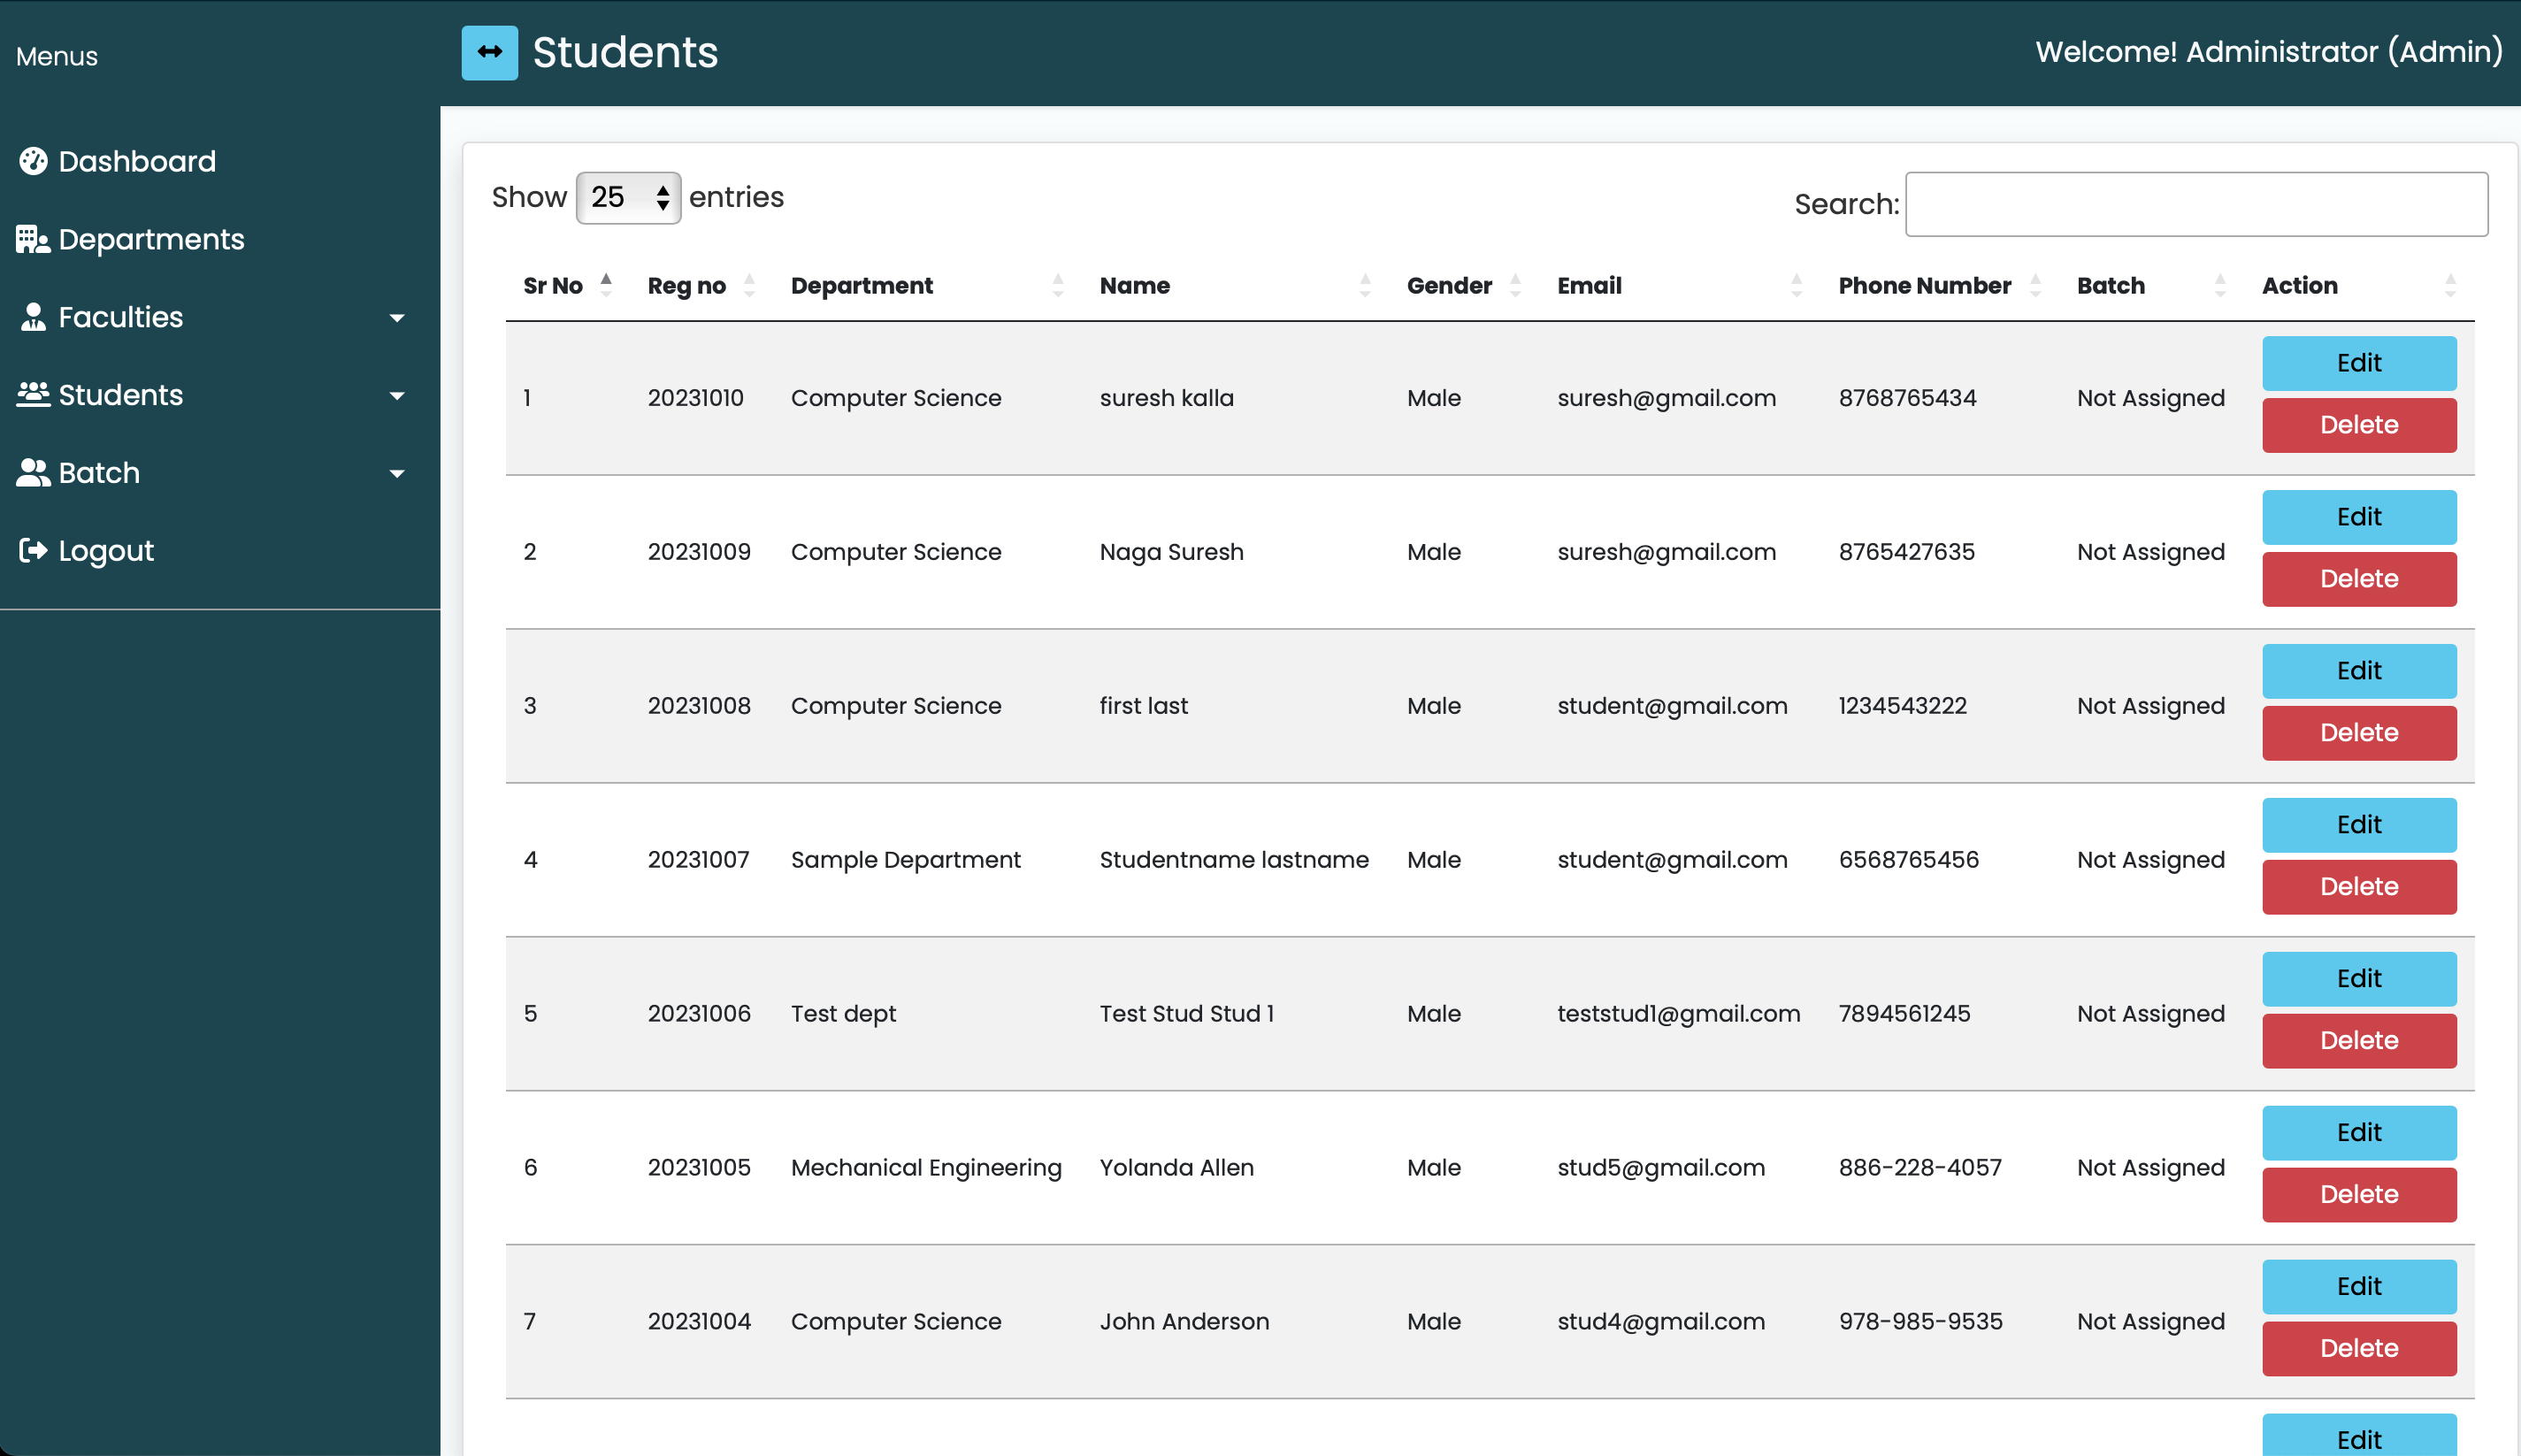 Menus
Dashboard
Departments
Faculties
Students
Batch
Logout
Students
Welcome! Administrator (Admin)
Show 25 entries
Search:
Sr No Reg no Department Name Gender Email Phone Number Batch Action
1 20231010 Computer Science suresh kalla Male suresh@gmail.com 8768765434 Not Assigned Edit
Delete
2 20231009 Computer Science Naga Suresh Male suresh@gmail.com 8765427635 Not Assigned Edit
Delete
3 20231008 Computer Science first last Male student@gmail.com 1234543222 Not Assigned Edit
Delete
4 20231007 Sample Department Studentname lastname Male student@gmail.com 6568765456 Not Assigned Edit
Delete
5 20231006 Test dept Test Stud Stud 1 Male teststud1@gmail.com 7894561245 Not Assigned Edit
Delete
6 20231005 Mechanical Engineering Yolanda Allen Male stud5@gmail.com 886-228-4057 Not Assigned Edit
Delete
7 20231004 Computer Science John Anderson Male stud4@gmail.com 978-985-9535 Not Assigned Edit
Delete
Edit